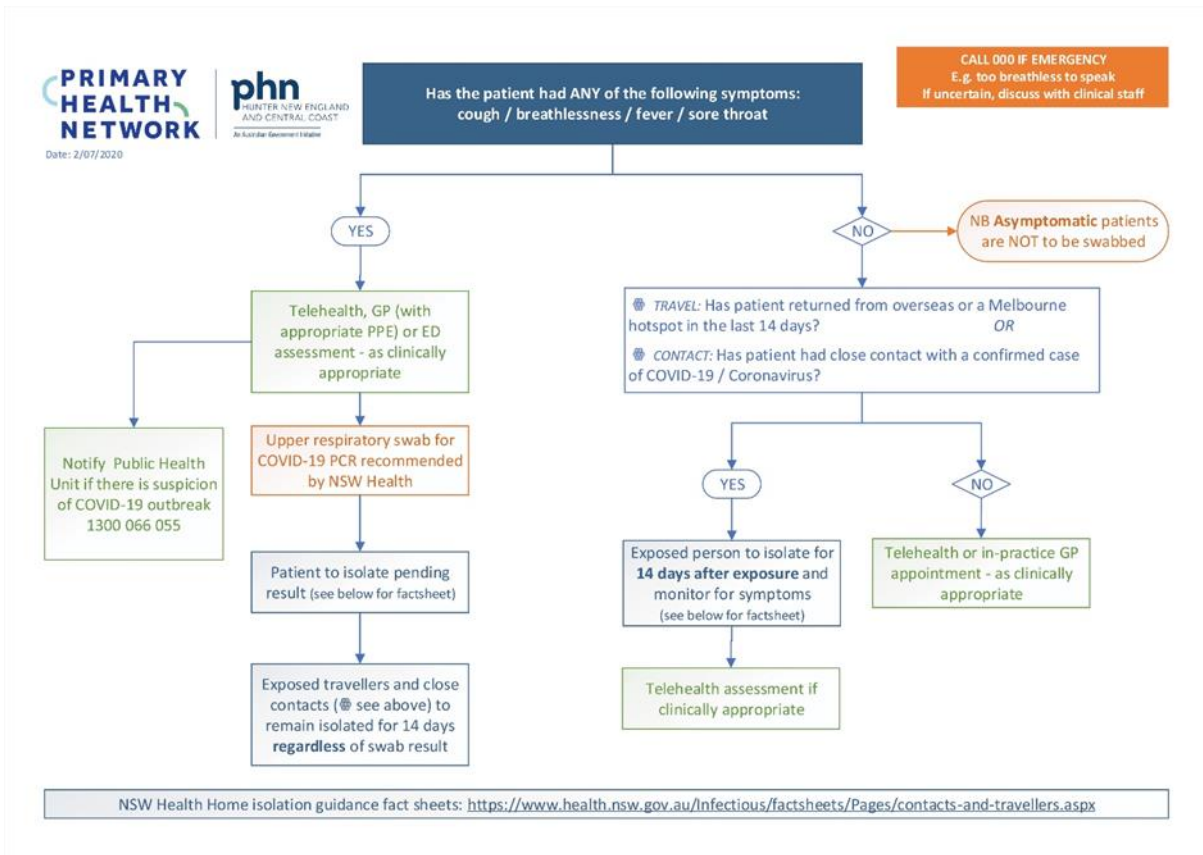 PRIMARY
HEALTH
NETWORK
phn
HUNTER NEW ENGLAND
AND CENTRAL COAST
An Australian Government Initiative
Date: 2/07/2020
Has the patient had ANY of the following symptoms:
cough / breathlessness / fever / sore throat
CALL 000 IF EMERGENCY
E.g. too breathless to speak
If uncertain, discuss with clinical staff
YES
NO
NB Asymptomatic patients
are NOT to be swabbed
Telehealth, GP (with
appropriate PPE) or ED
assessment - as clinically
appropriate
TRAVEL: Has patient returned from overseas or a Melbourne
hotspot in the last 14 days? OR
CONTACT: Has patient had close contact with a confirmed case
of COVID-19 / Coronavirus?
Notify Public Health
Unit if there is suspicion
of COVID-19 outbreak
1300 066 055
Upper respiratory swab for
COVID-19 PCR recommended
by NSW Health
YES
NO
Patient to isolate pending
result (see below for factsheet)
Exposed person to isolate for
14 days after exposure and
monitor for symptoms
(see below for factsheet)
Telehealth or in-practice GP
appointment - as clinically
appropriate
Exposed travellers and close
contacts ( see above) to
remain isolated for 14 days
regardless of swab result
Telehealth assessment if
clinically appropriate
NSW Health Home isolation guidance fact sheets: https://www.health.nsw.gov.au/Infectious/factsheets/Pages/contacts-and-travellers.aspx